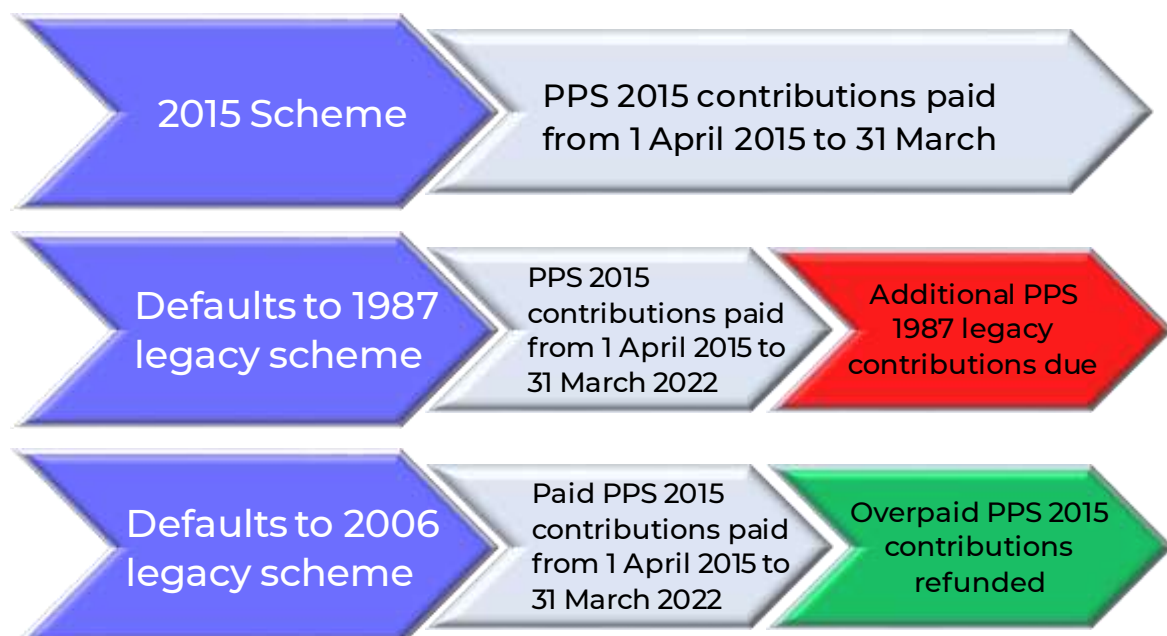 2015 Scheme
PPS 2015 contributions paid
from 1 April 2015 to 31 March
Defaults to 1987
legacy scheme
PPS 2015
contributions paid
from 1 April 2015 to
31 March 2022
Additional PPS
1987 legacy
contributions due
Defaults to 2006
legacy scheme
Paid PPS 2015
contributions paid
from 1 April 2015 to
31 March 2022
Overpaid PPS 2015
contributions
refunded